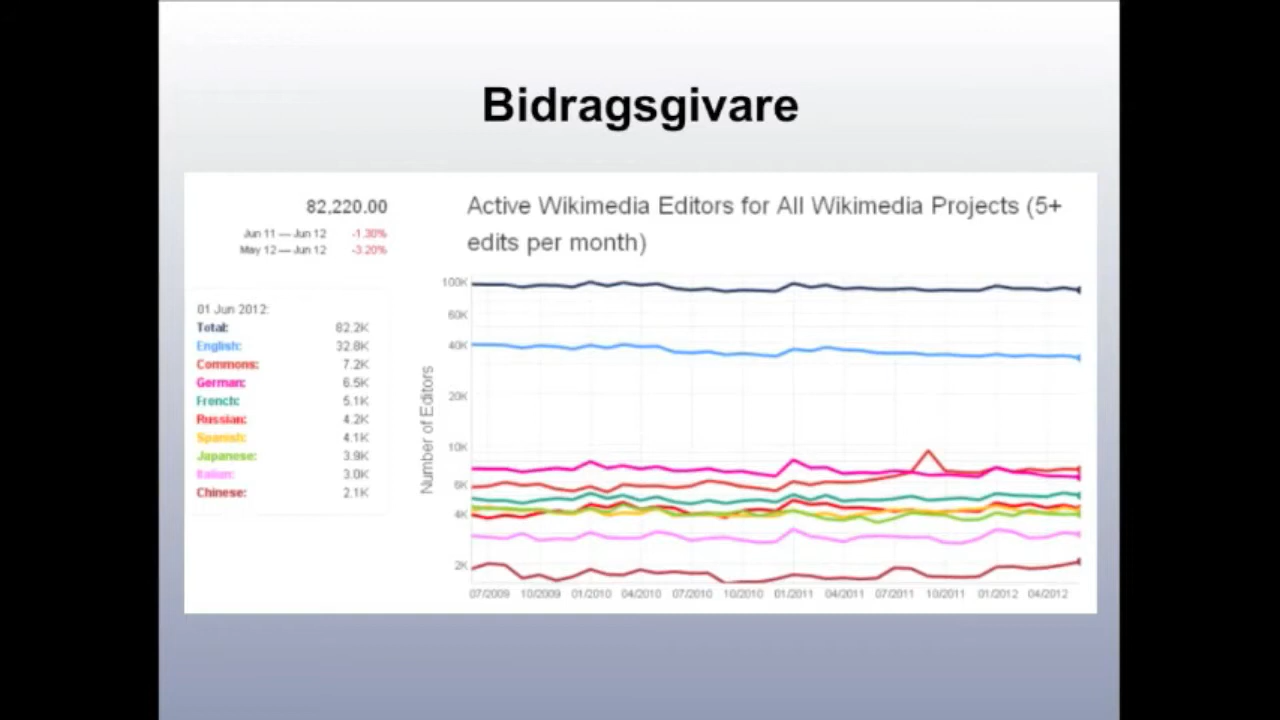 Bidragsgivare
82,220.00
Jun 11 — Jun 12 -1.30%
May 12 — Jun 12 -3.20%
Active Wikimedia Editors for All Wikimedia Projects (5+
edits per month)
01 Jun 2012:
Total: 82.2K
English: 32.8K
Commons: 7.2K
German: 6.5K
French: 5.1K
Russian: 4.2K
Spanish: 4.1K
Japanese: 3.9K
Italian: 3.0K
Chinese: 2.1K
Number of Editors
100K
60K
40K
20K
10K
6K
4K
2K
07/2009 10/2009 01/2010 04/2010 07/2010 10/2010 01/2011 04/2011 07/2011 10/2011 01/2012 04/2012